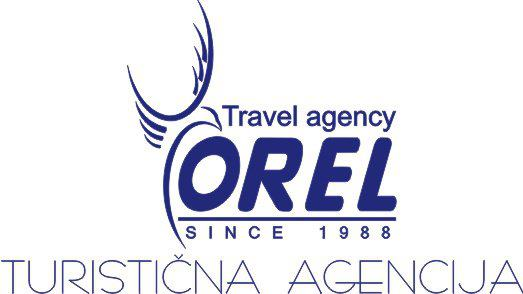 Travel agency
OREL
SINCE 1988
TURISTIČNA AGENCIJA